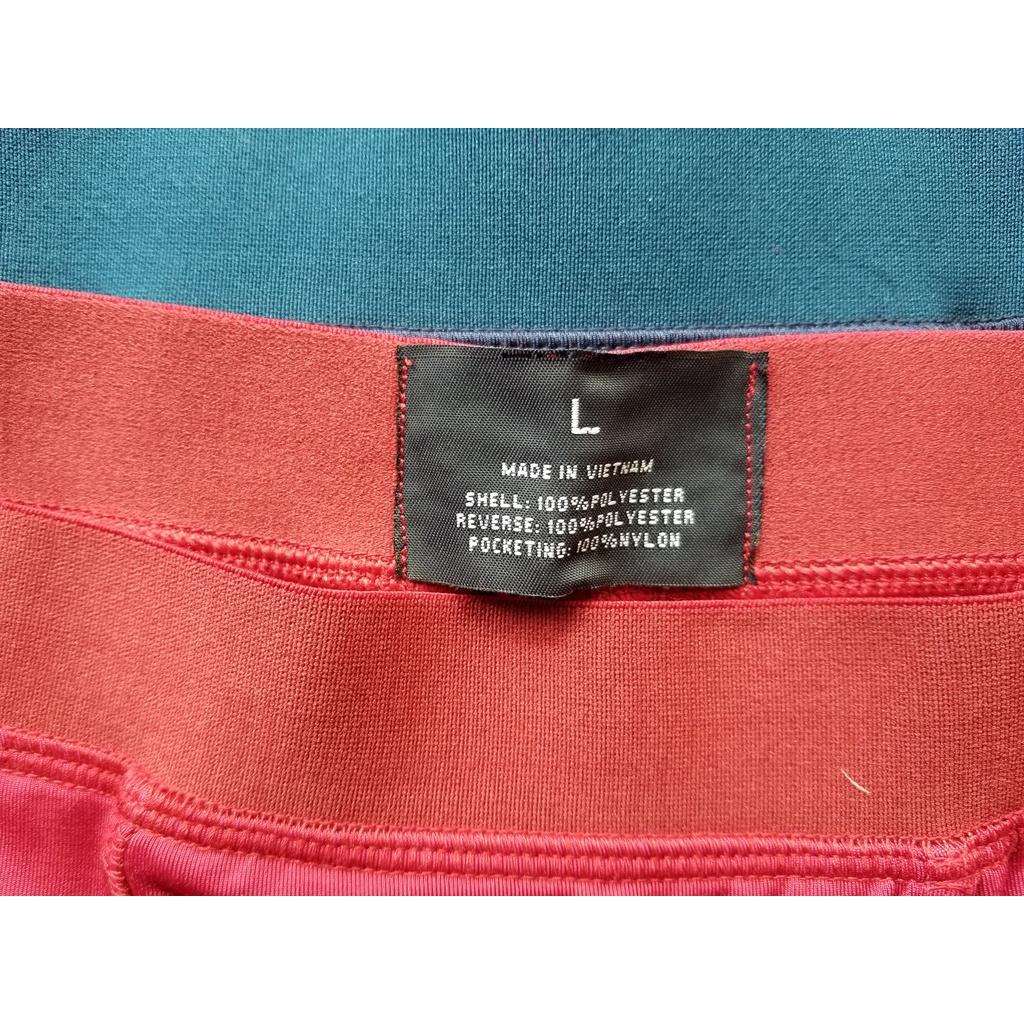 L
MADE IN VIETNAM
SHELL: 100%POLYESTER
REVERSE: 100%POLYESTER
POCKETING: 100%NYLON